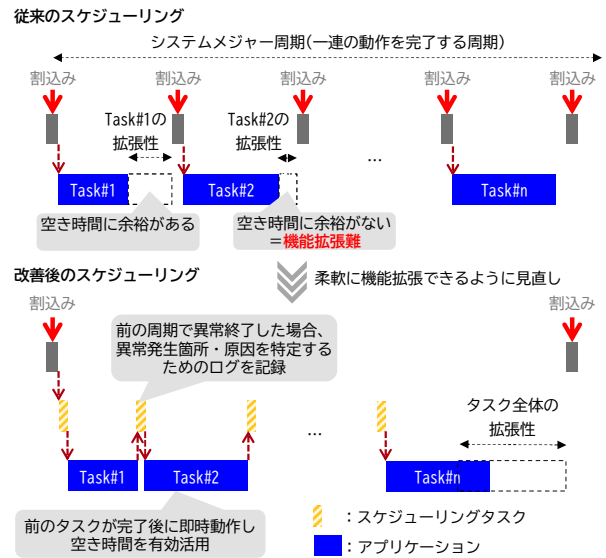 従来のスケジューリング
システムメジャー周期(一連の動作を完了する周期)
割込み 割込み 割込み 割込み 割込み
Task#1の
拡張性
Task#2の
拡張性
...
Task#1 Task#2 Task#n
空き時間に余裕がある
空き時間に余裕がない
＝機能拡張難
改善後のスケジューリング
柔軟に機能拡張できるように見直し
割込み 割込み
前の周期で異常終了した場合、
異常発生箇所・原因を特定する
ためのログを記録
タスク全体の
拡張性
...
Task#1 Task#2 Task#n
前のタスクが完了後に即時動作し
空き時間を有効活用
：スケジューリングタスク
：アプリケーション